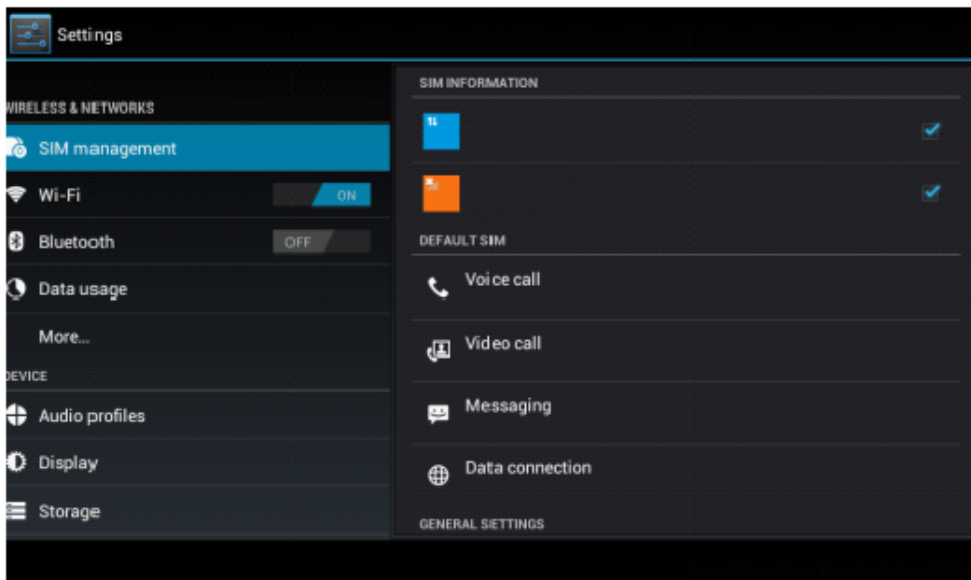 Settings
WIRELESS & NETWORKS
SIM management
Wi-Fi ON
Bluetooth OFF
Data usage
More...
DEVICE
Audio profiles
Display
Storage
SIM INFORMATION
DEFAULT SIM
Voice call
Video call
Messaging
Data connection
GENERAL SETTINGS